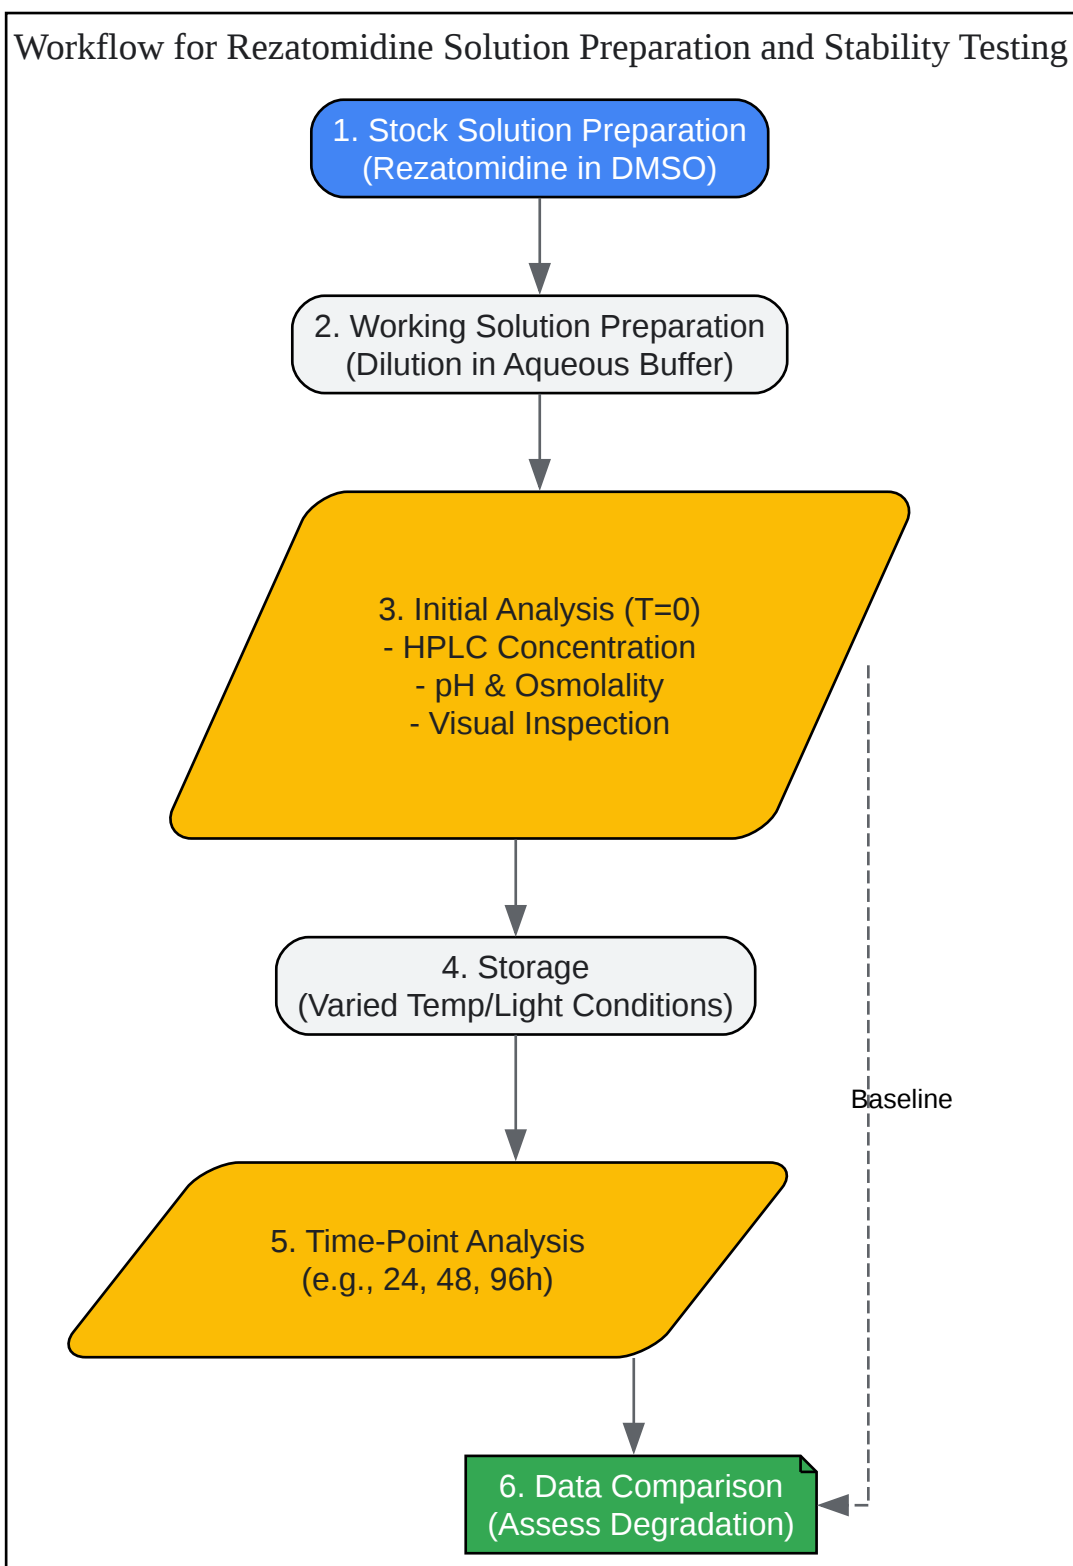 Workflow for Rezatomidine Solution Preparation and Stability Testing
1. Stock Solution Preparation
(Rezatomidine in DMSO)
2. Working Solution Preparation
(Dilution in Aqueous Buffer)
3. Initial Analysis (T=0)
- HPLC Concentration
- pH & Osmolality
- Visual Inspection
4. Storage
(Varied Temp/Light Conditions)
Baseline
5. Time-Point Analysis
(e.g., 24, 48, 96h)
6. Data Comparison
(Assess Degradation)